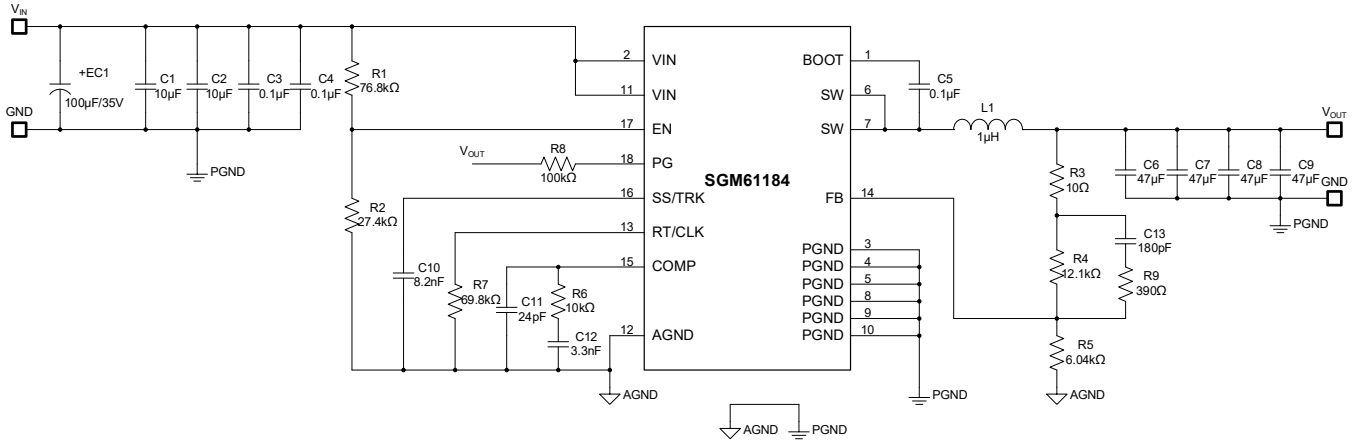 VIN
GND
+EC1
100μF/35V
C1
10μF
C2
10μF
C3
0.1μF
C4
0.1μF
PGND
R1
76.8kΩ
R2
27.4kΩ
VOUT
R8
100kΩ
C10
8.2nF
R7
69.8kΩ
C11
24pF
R6
10kΩ
C12
3.3nF
AGND
2 VIN
11 VIN
17 EN
18 PG
16 SS/TRK
13 RT/CLK
15 COMP
12 AGND
SGM61184
BOOT 1
SW 6
SW 7
FB 14
PGND 3
PGND 4
PGND 5
PGND 8
PGND 9
PGND 10
PGND
C5
0.1μF
L1
1μH
R3
10Ω
C13
180pF
R4
12.1kΩ
R9
390Ω
R5
6.04kΩ
AGND
C6
47μF
C7
47μF
C8
47μF
C9
47μF
VOUT
GND
PGND
AGND PGND